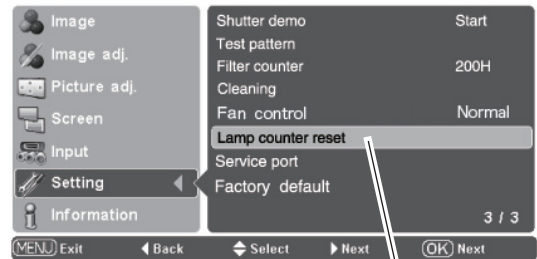 Image
Image adj.
Picture adj.
Screen
Input
Setting
Information
Shutter demo Start
Test pattern
Filter counter 200H
Cleaning
Fan control Normal
Lamp counter reset
Service port
Factory default
3 / 3
MENU Exit Back Select Next OK Next